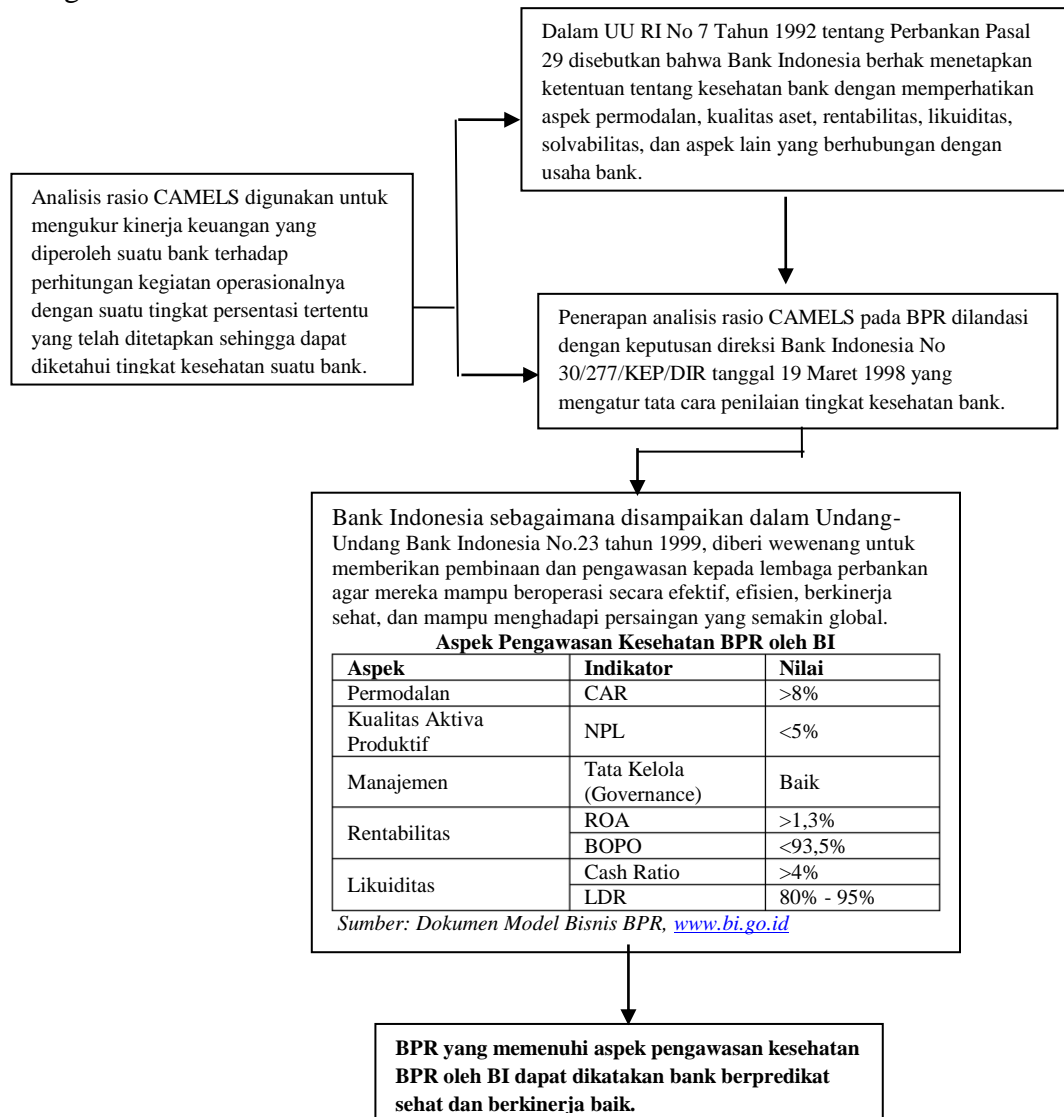 Dalam UU RI No 7 Tahun 1992 tentang Perbankan Pasal
29 disebutkan bahwa Bank Indonesia berhak menetapkan
ketentuan tentang kesehatan bank dengan memperhatikan
aspek permodalan, kualitas aset, rentabilitas, likuiditas,
solvabilitas, dan aspek lain yang berhubungan dengan
usaha bank.
Analisis rasio CAMELS digunakan untuk
mengukur kinerja keuangan yang
diperoleh suatu bank terhadap
perhitungan kegiatan operasionalnya
dengan suatu tingkat persentasi tertentu
yang telah ditetapkan sehingga dapat
diketahui tingkat kesehatan suatu bank.
Penerapan analisis rasio CAMELS pada BPR dilandasi
dengan keputusan direksi Bank Indonesia No
30/277/KEP/DIR tanggal 19 Maret 1998 yang
mengatur tata cara penilaian tingkat kesehatan bank.
Bank Indonesia sebagaimana disampaikan dalam Undang-
Undang Bank Indonesia No.23 tahun 1999, diberi wewenang untuk
memberikan pembinaan dan pengawasan kepada lembaga perbankan
agar mereka mampu beroperasi secara efektif, efisien, berkinerja
sehat, dan mampu menghadapi persaingan yang semakin global.
Aspek Pengawasan Kesehatan BPR oleh BI
Aspek Indikator Nilai
Permodalan CAR >8%
Kualitas Aktiva
Produktif NPL <5%
Manajemen Tata Kola
(Governance) Baik
Rentabilitas ROA >1,3%
BOPO <93,5%
Likuiditas Cash Ratio >4%
LDR 80% - 95%
Sumber: Dokumen Model Bisnis BPR, www.bi.go.id
BPR yang memenuhi aspek pengawasan kesehatan
BPR oleh BI dapat dikatakan bank berpredikat
sehat dan berkinerja baik.